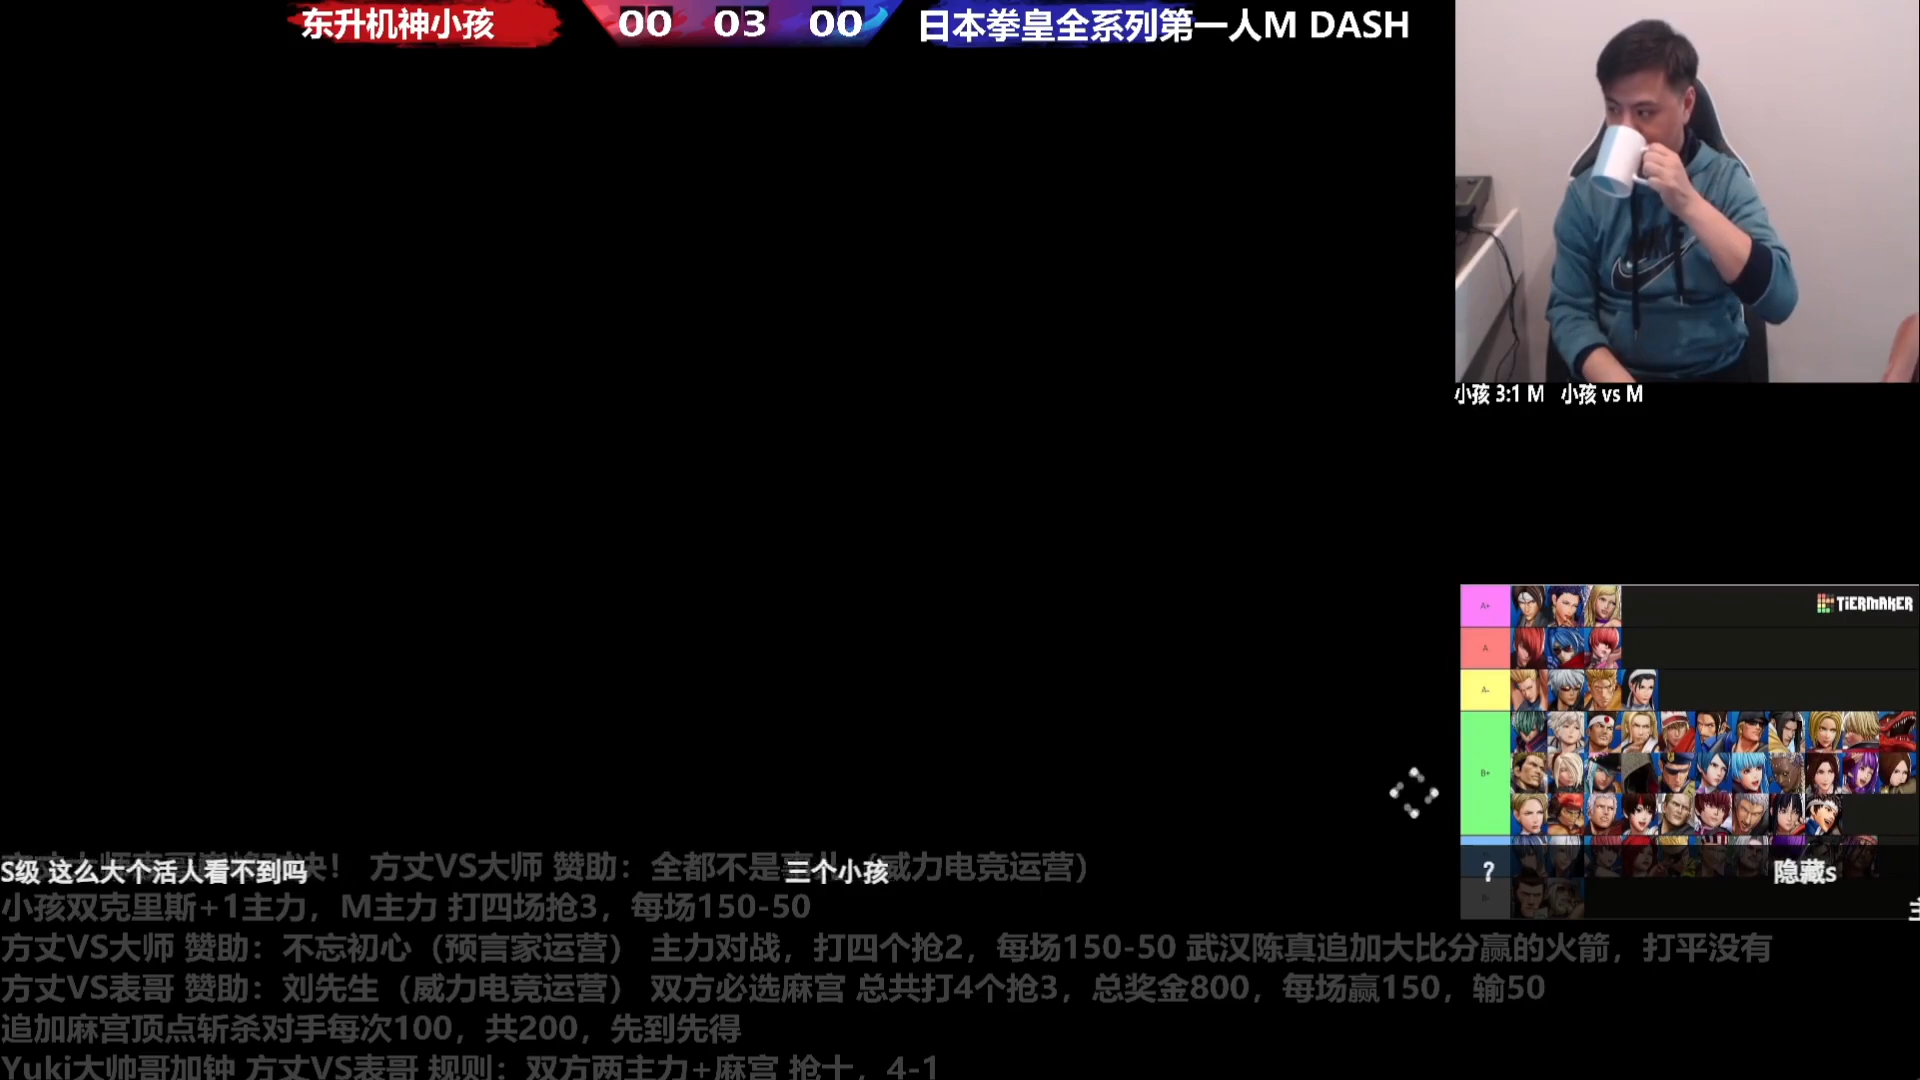 东升机神小孩
00 03 00
日本拳皇全系列第一人M DASH
小孩 3:1 M 小孩 vs M
TIERMAKER
A+
A
A-
B+
?
S级 这么大个活人看不到吗
三个小孩
隐藏s
方丈VS大师 赞助：全都不是
威力电竞运营）
小孩双克里斯+1主力，M主力 打四场抢3，每场150-50
方丈VS大师 赞助：不忘初心（预言家运营） 主力对战，打四个抢2，每场150-50 武汉陈真追加大比分赢的火箭，打平没有
方丈VS表哥 赞助：刘先生（威力电竞运营） 双方必选麻宫 总共打4个抢3，总奖金800，每场赢150，输50
追加麻宫顶点斩杀对手每次100，共200，先到先得
Yuki大帅哥加钟 方丈VS表哥 规则：双方两主力+麻宫 抢十，4-1